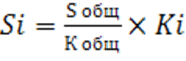 Si = S общ / К общ × Ki